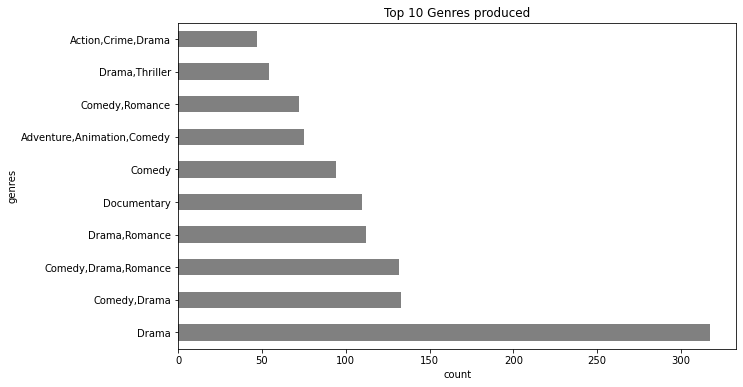 Top 10 Genres produced
Action,Crime,Drama
Drama,Thriller
Comedy,Romance
Adventure,Animation,Comedy
Comedy
Documentary
Drama,Romance
Comedy,Drama,Romance
Comedy,Drama
Drama
genres
0 50 100 150 200 250 300
count